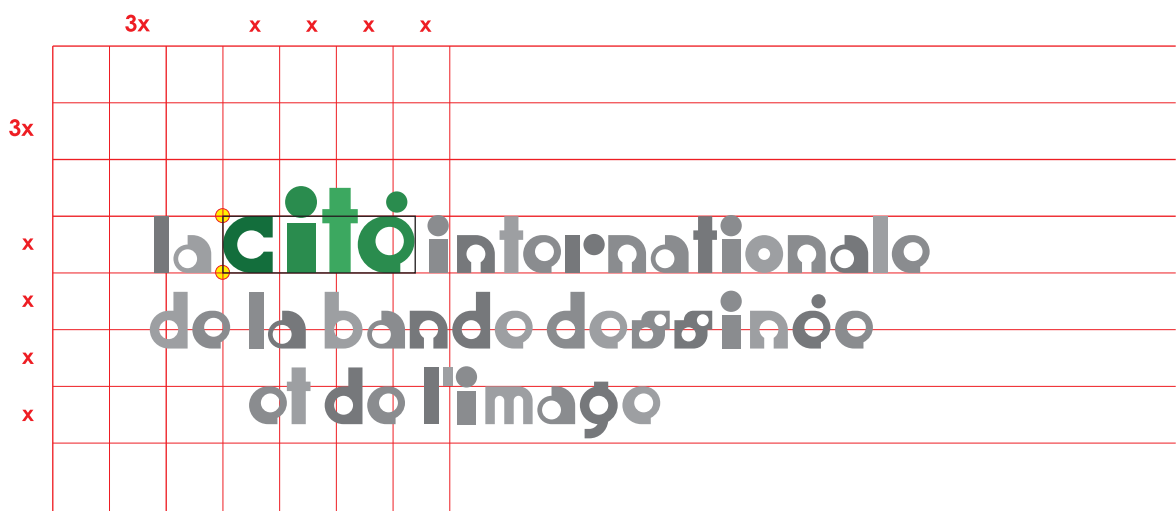 3x x x x x
3x
x
la cité internationale
x
de la bande dessinée
x
et de l'image
x